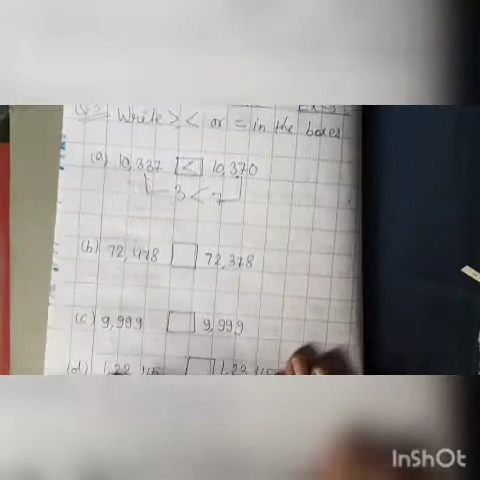 Q.3 Write >, < or = in the boxes
(a) 10,337 < 10,370
3 < 7
(b) 72,478 72,378
(c) 9,999 9,999
(d)
InShOt